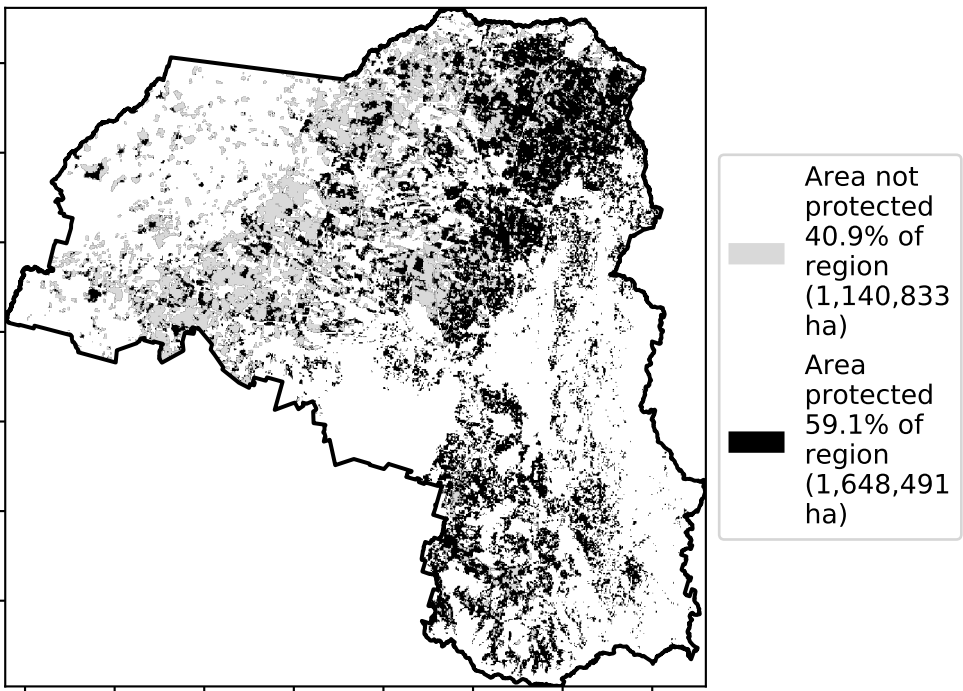 Area not
protected
40.9% of
region
(1,140,833
ha)
Area
protected
59.1% of
region
(1,648,491
ha)